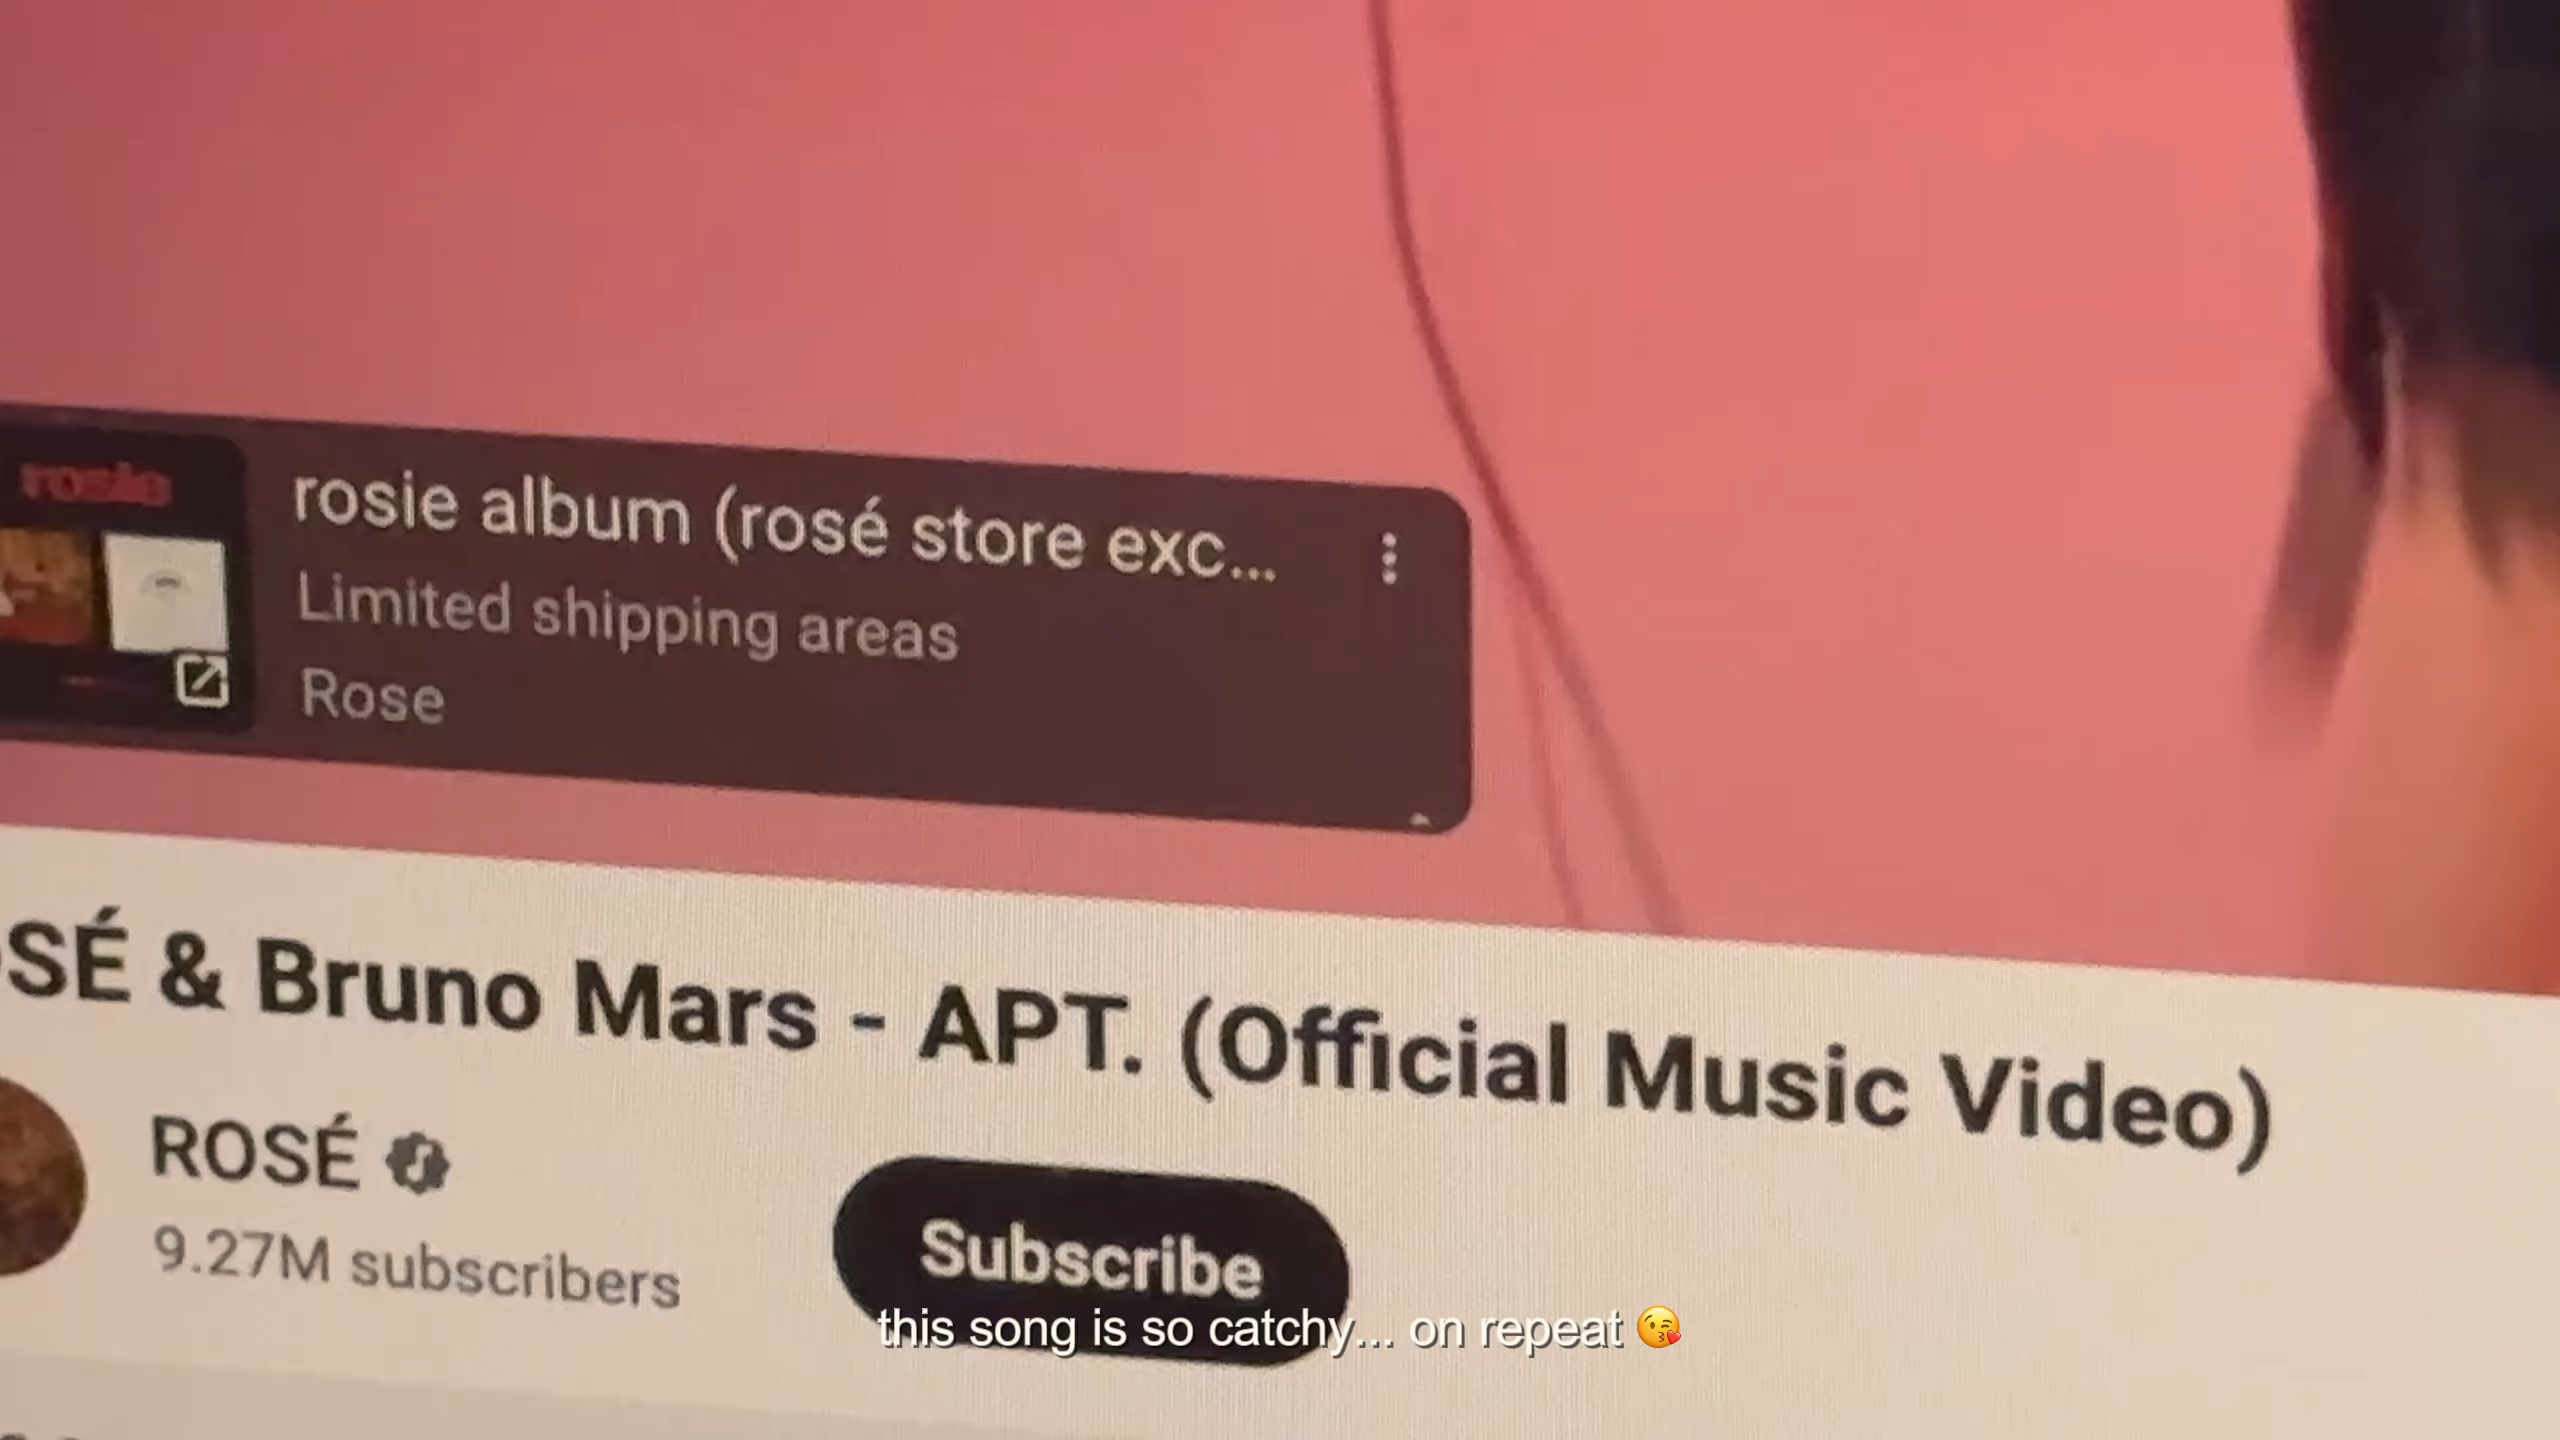 rosie
rosie album (rosé store exc...
Limited shipping areas
Rose
SÉ & Bruno Mars - APT. (Official Music Video)
ROSÉ
9.27M subscribers
Subscribe
this song is so catchy... on repeat 😘